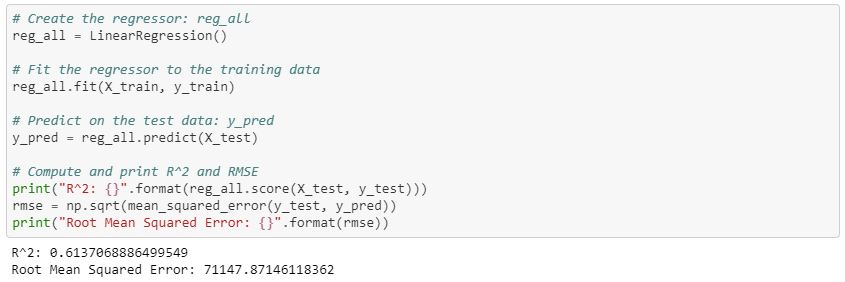 # Create the regressor: reg_all
reg_all = LinearRegression()
# Fit the regressor to the training data
reg_all.fit(X_train, y_train)
# Predict on the test data: y_pred
y_pred = reg_all.predict(X_test)
# Compute and print R^2 and RMSE
print("R^2: {}".format(reg_all.score(X_test, y_test)))
rmse = np.sqrt(mean_squared_error(y_test, y_pred))
print("Root Mean Squared Error: {}".format(rmse))
R^2: 0.6137068886499549
Root Mean Squared Error: 71147.87146118362